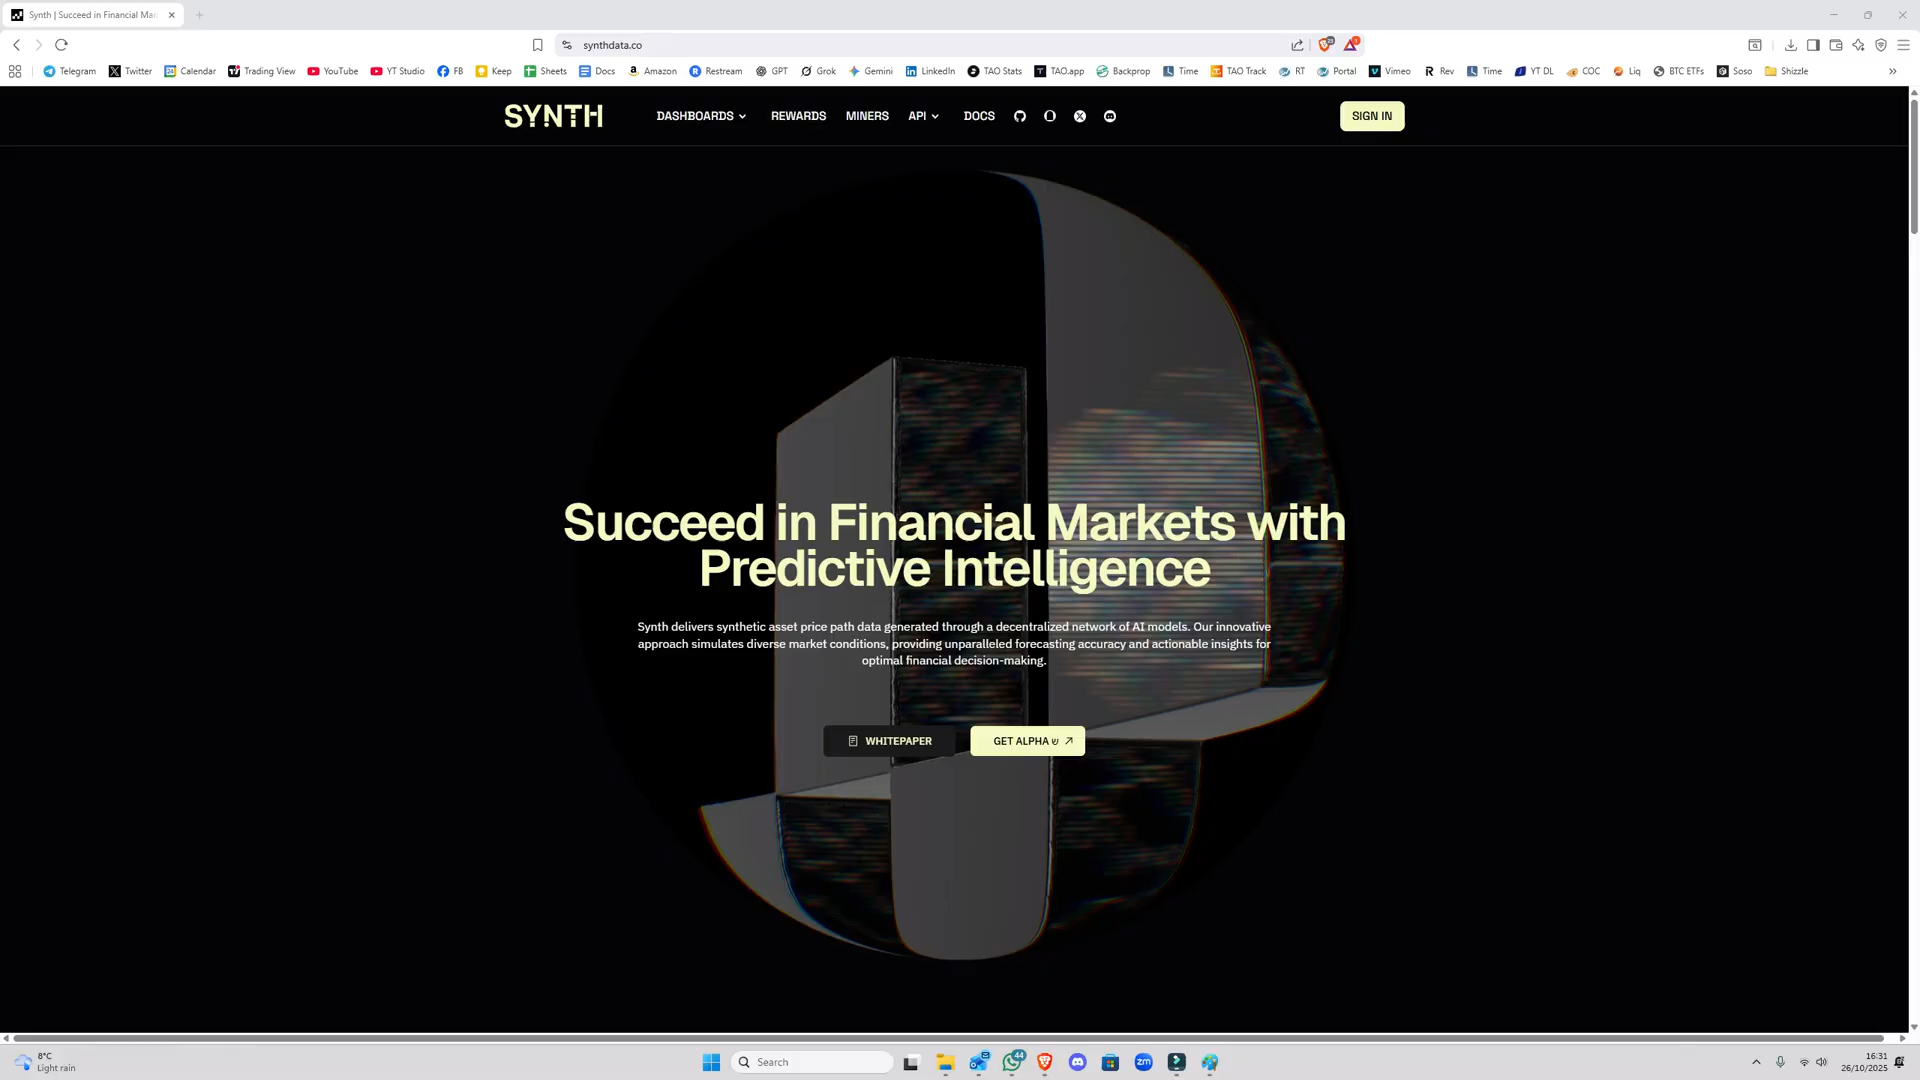 Synth | Succeed in Financial Mar
synthdata.co
Telegram Twitter Calendar Trading View YouTube YT Studio FB Keep Sheets Docs Amazon Restream GPT Grok Gemini LinkedIn TAO Stats TAO.app Backprop Time TAO Track RT Portal Vimeo Rev Time YT DL COC Liq BTC ETFs Soso Shizzle
SYNTH DASHBOARDS REWARDS MINERS API DOCS SIGN IN
Succeed in Financial Markets with
Predictive Intelligence
Synth delivers synthetic asset price path data generated through a decentralized network of AI models. Our innovative
approach simulates diverse market conditions, providing unparalleled forecasting accuracy and actionable insights for
optimal financial decision-making.
WHITEPAPER GET ALPHA ש
8°C
Light rain
Search
44
zm
16:31
26/10/2025